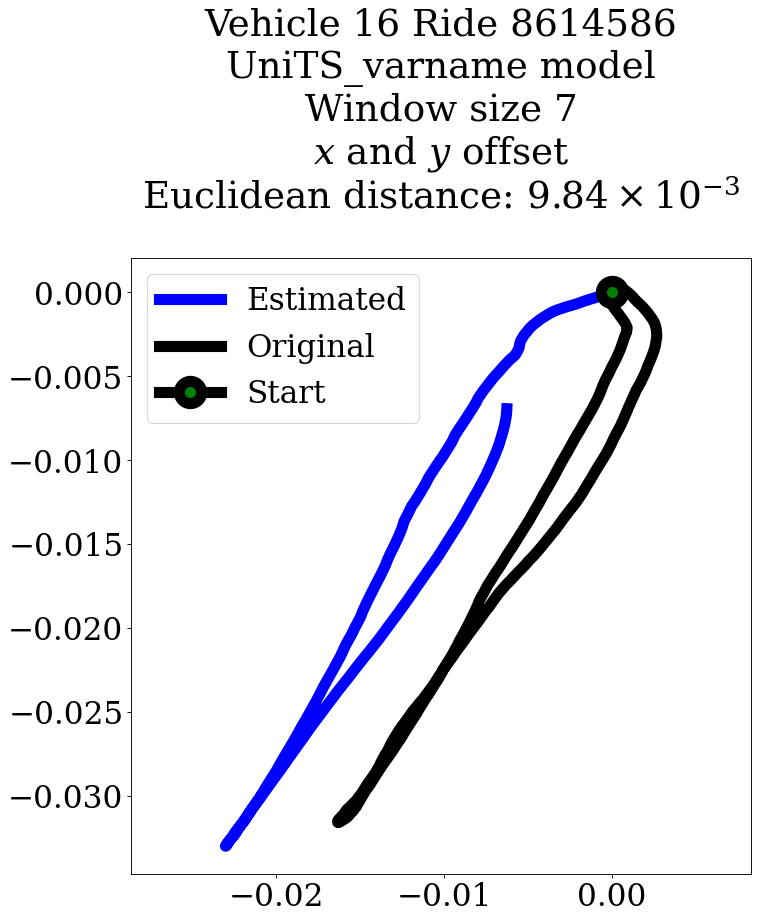 Vehicle 16 Ride 8614586
UniTS_varname model
Window size 7
x and y offset
Euclidean distance: 9.84 × 10⁻³
Estimated
Original
Start
0.000
−0.005
−0.010
−0.015
−0.020
−0.025
−0.030
−0.02
−0.01
0.00